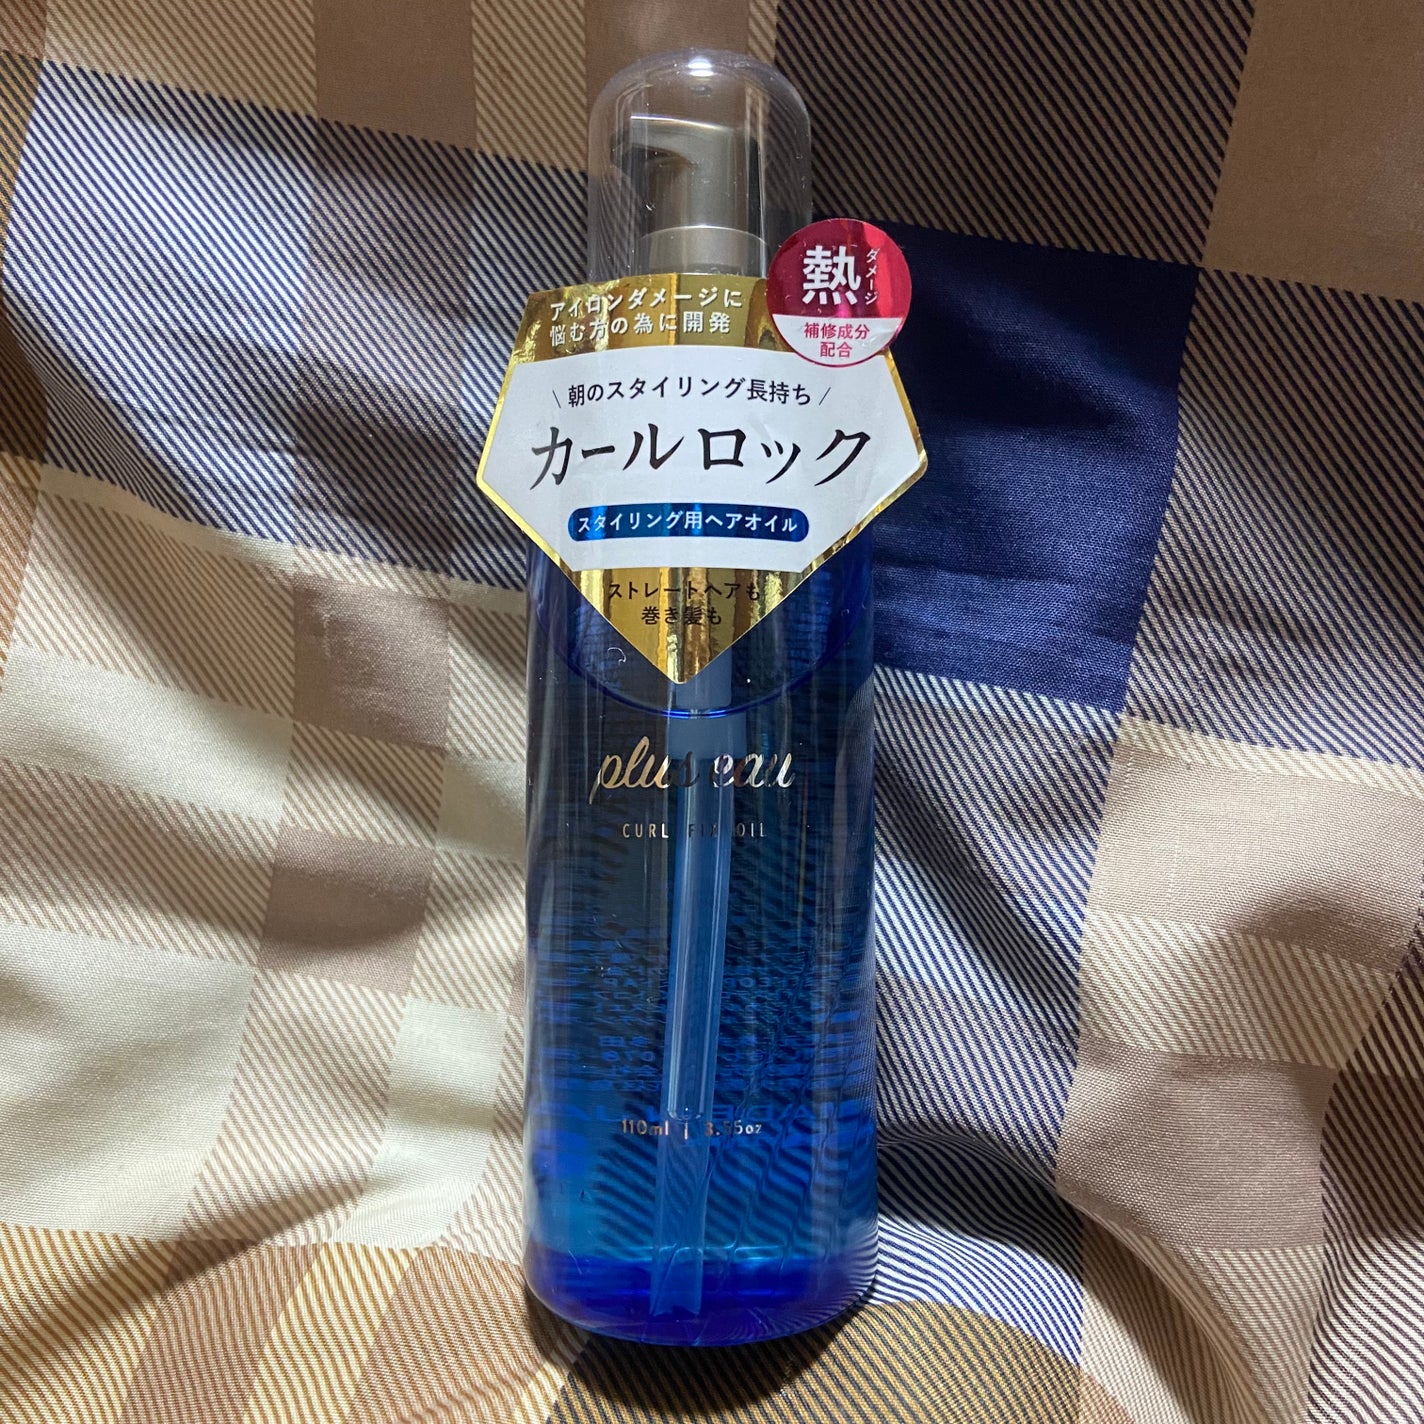 アイロンダメージに
悩む方の為に開発
熱
ダメージ
補修成分
配合
\ 朝のスタイリング長持ち /
カールロック
スタイリング用ヘアオイル
ストレートヘアも
巻き髪も
plus eau
CURL FIX OIL
110ml | 3.55oz